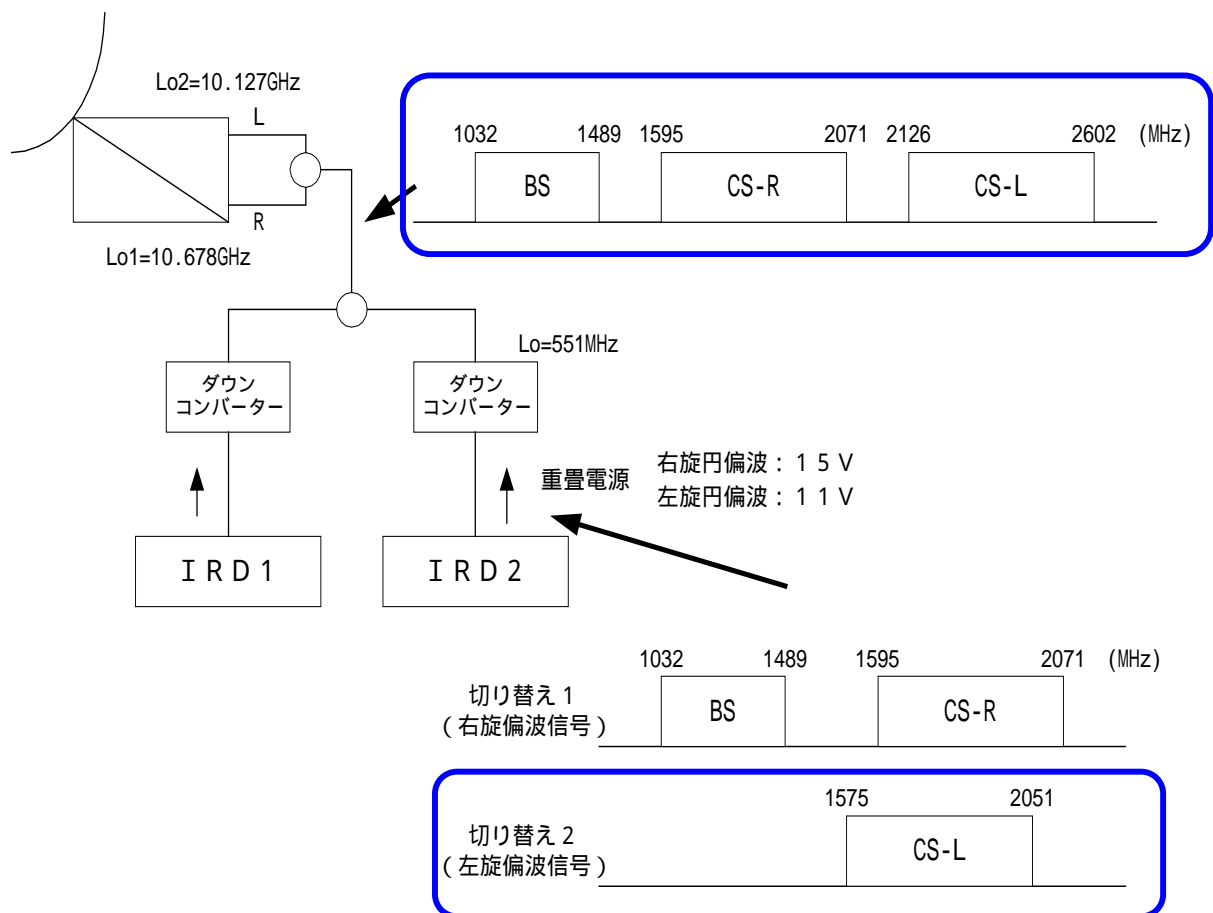 Lo2=10.127GHz
L
R
Lo1=10.678GHz
1032 1489 1595 2071 2126 2602 (MHz)
BS CS-R CS-L
Lo=551MHz
ダウン
コンバーター
ダウン
コンバーター
重畳電源
右旋円偏波：１５Ｖ
左旋円偏波：１１Ｖ
ＩＲＤ１
ＩＲＤ２
1032 1489 1595 2071 (MHz)
切り替え１
（右旋偏波信号）
BS CS-R
1575 2051
切り替え２
（左旋偏波信号）
CS-L